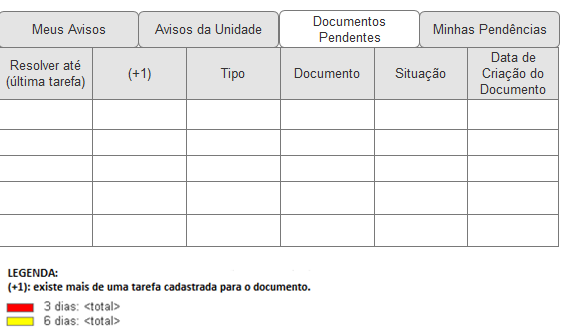 Meus Avisos
Avisos da Unidade
Documentos
Pendentes
Minhas Pendências
Resolver até
(última tarefa)
(+1)
Tipo
Documento
Situação
Data de
Criação do
Documento
LEGENDA:
(+1): existe mais de uma tarefa cadastrada para o documento.
3 dias: <total>
6 dias: <total>